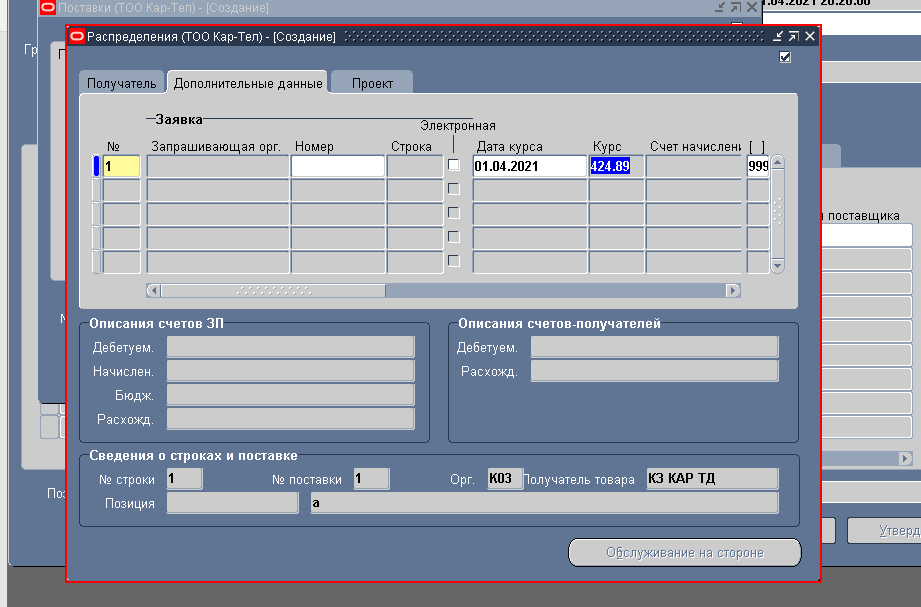 Поставки (ТОО Кар-Тел) - [Создание]
.04.2021 20:20:00
Гр
Распределения (ТОО Кар-Тел) - [Создание]
Получатель
Дополнительные данные
Проект
Заявка
Электронная
№
Запрашивающая орг.
Номер
Строка
Дата курса
Курс
Счет начислени
[ ]
1
01.04.2021
424.89
999
поставщика
Описания счетов ЗП
Описания счетов-получателей
Дебетуем.
Дебетуем.
Начислен.
Расхожд.
Бюдж.
Расхожд.
Сведения о строках и поставке
№ строки
1
№ поставки
1
Орг.
K03
Получатель товара
КЗ КАР ТД
Поз
Позиция
а
Утверд
Обслуживание на стороне